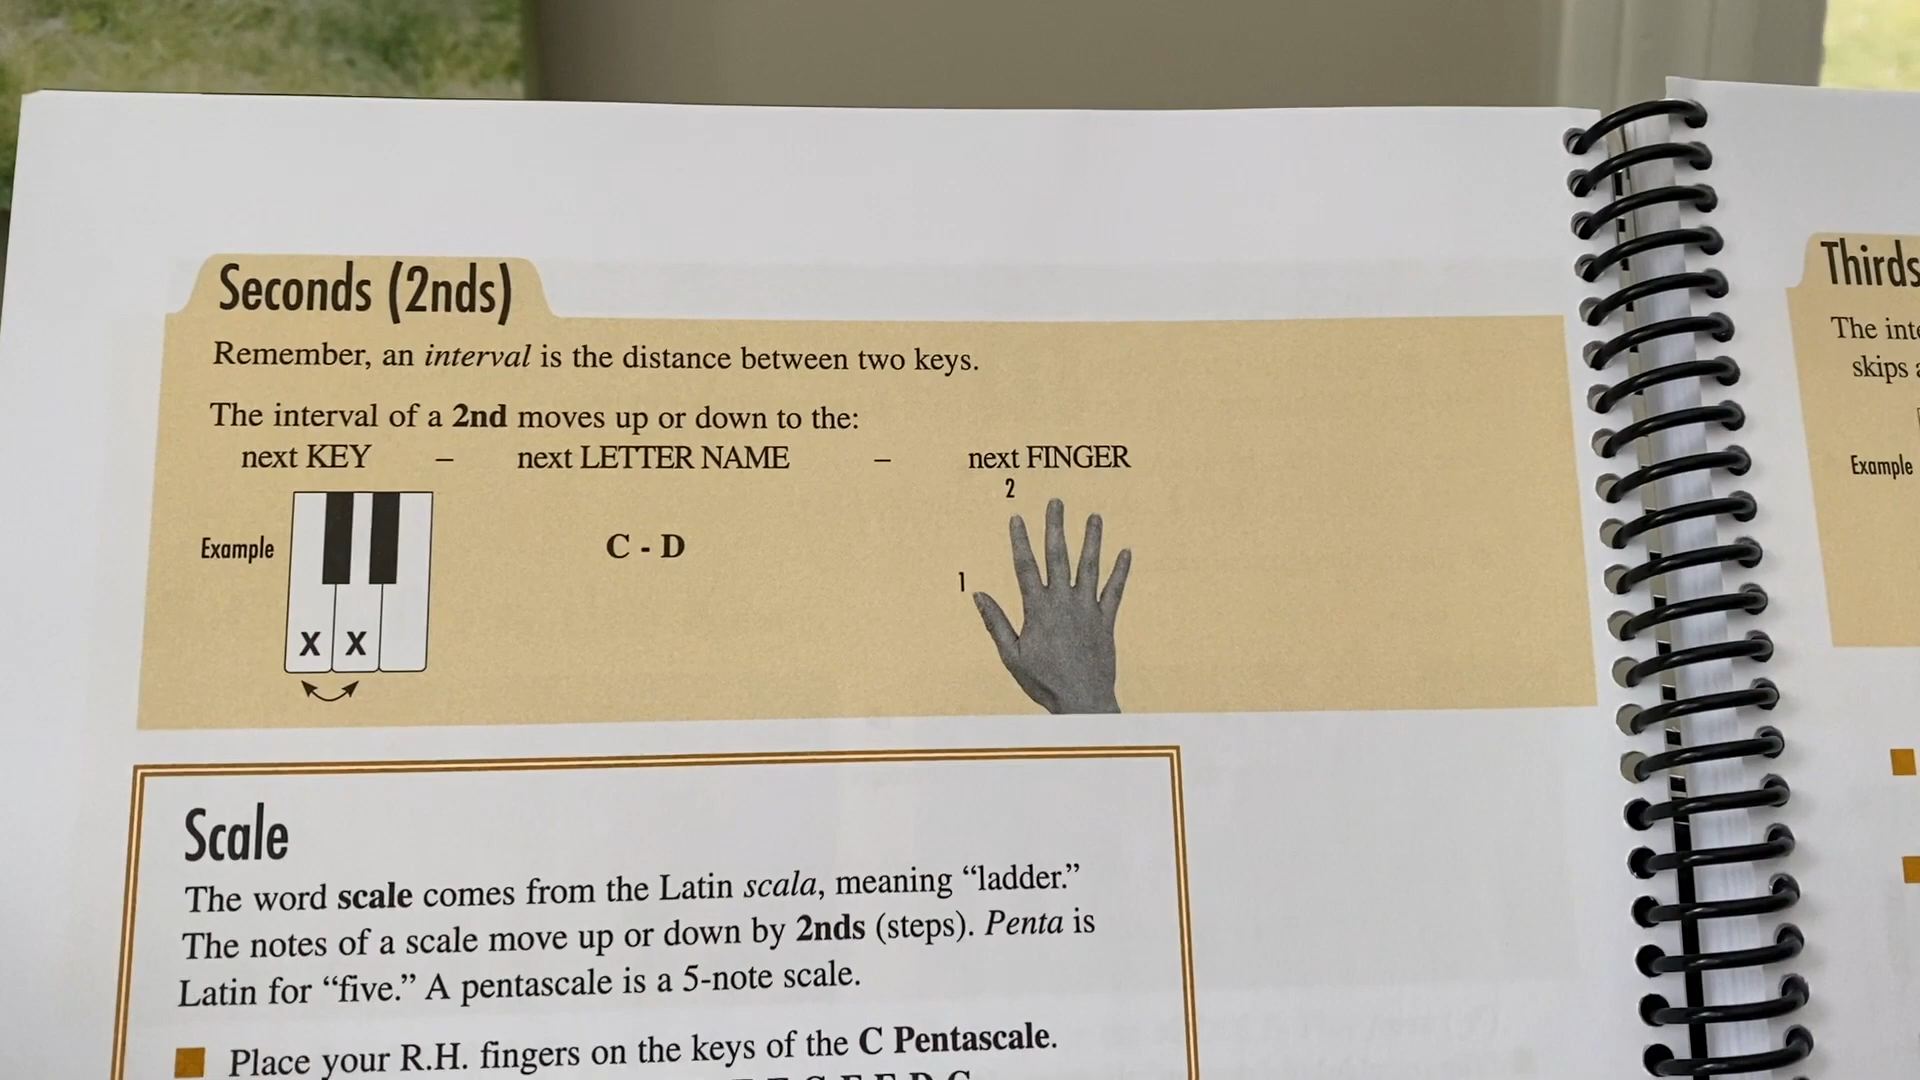 Seconds (2nds)
Remember, an interval is the distance between two keys.
The interval of a 2nd moves up or down to the:
next KEY – next LETTER NAME – next FINGER
2
Example
C - D
1
X X
Scale
The word scale comes from the Latin scala, meaning “ladder.”
The notes of a scale move up or down by 2nds (steps). Penta is
Latin for “five.” A pentascale is a 5-note scale.
Place your R.H. fingers on the keys of the C Pentascale.
Thirds
The
skips
Example